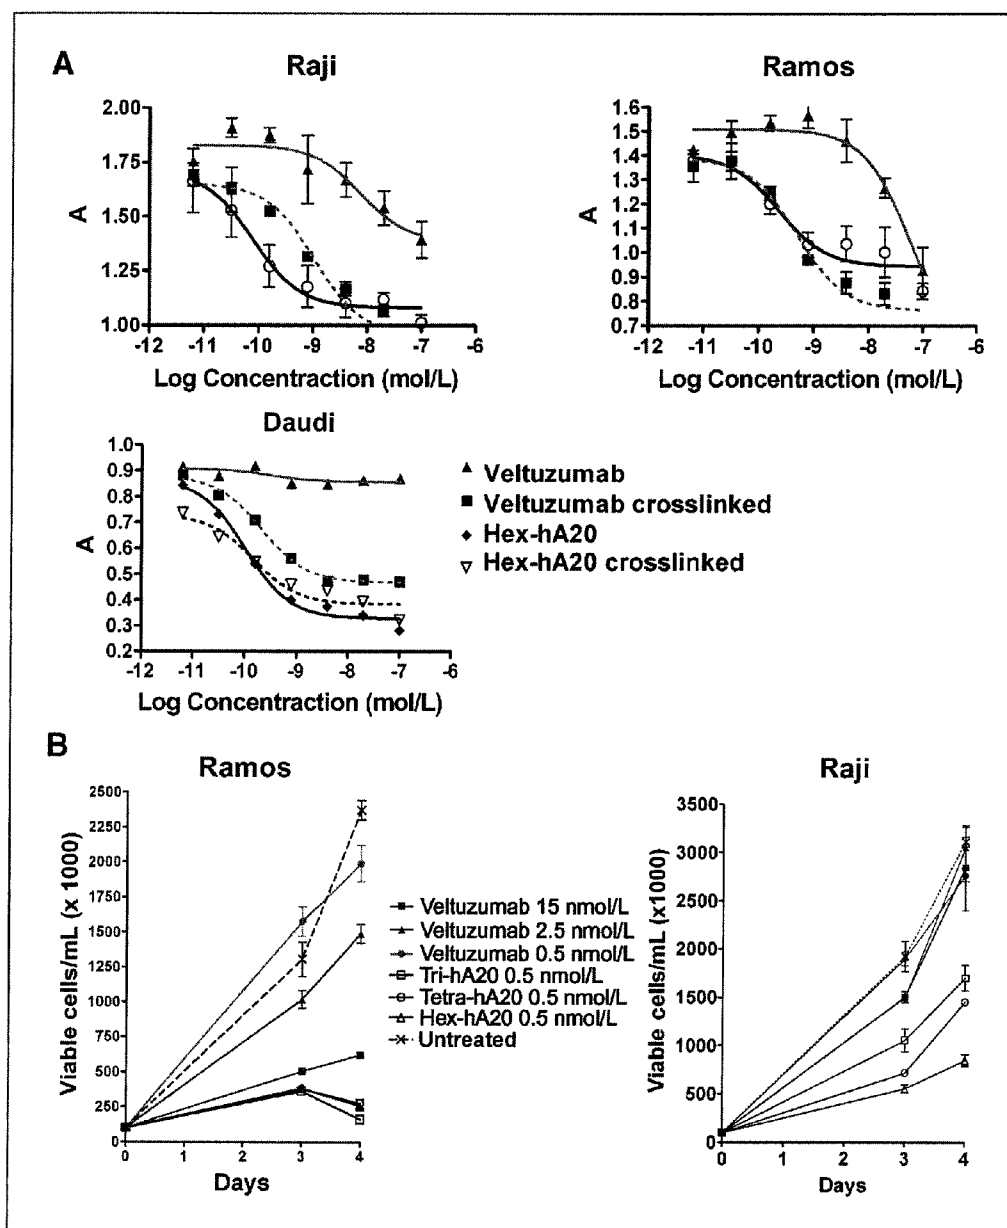 A
Raji
2.00
1.75
1.50
1.25
1.00
A
-12 -11 -10 -9 -8 -7 -6
Log Concentraction (mol/L)
Ramos
1.6
1.5
1.4
1.3
1.2
1.1
1.0
0.9
0.8
0.7
A
-12 -11 -10 -9 -8 -7 -6
Log Concentraction (mol/L)
Daudi
1.0
0.9
0.8
0.7
0.6
0.5
0.4
0.3
0.2
A
-12 -11 -10 -9 -8 -7 -6
Log Concentraction (mol/L)
Veltuzumab
Veltuzumab crosslinked
Hex-hA20
Hex-hA20 crosslinked
B
Ramos
2500
2250
2000
1750
1500
1250
1000
750
500
250
0
Viable cells/mL (x 1000)
0 1 2 3 4
Days
Veltuzumab 15 nmol/L
Veltuzumab 2.5 nmol/L
Veltuzumab 0.5 nmol/L
Tri-hA20 0.5 nmol/L
Tetra-hA20 0.5 nmol/L
Hex-hA20 0.5 nmol/L
Untreated
Raji
3500
3000
2500
2000
1500
1000
500
0
Viable cells/mL (x1000)
0 1 2 3 4
Days